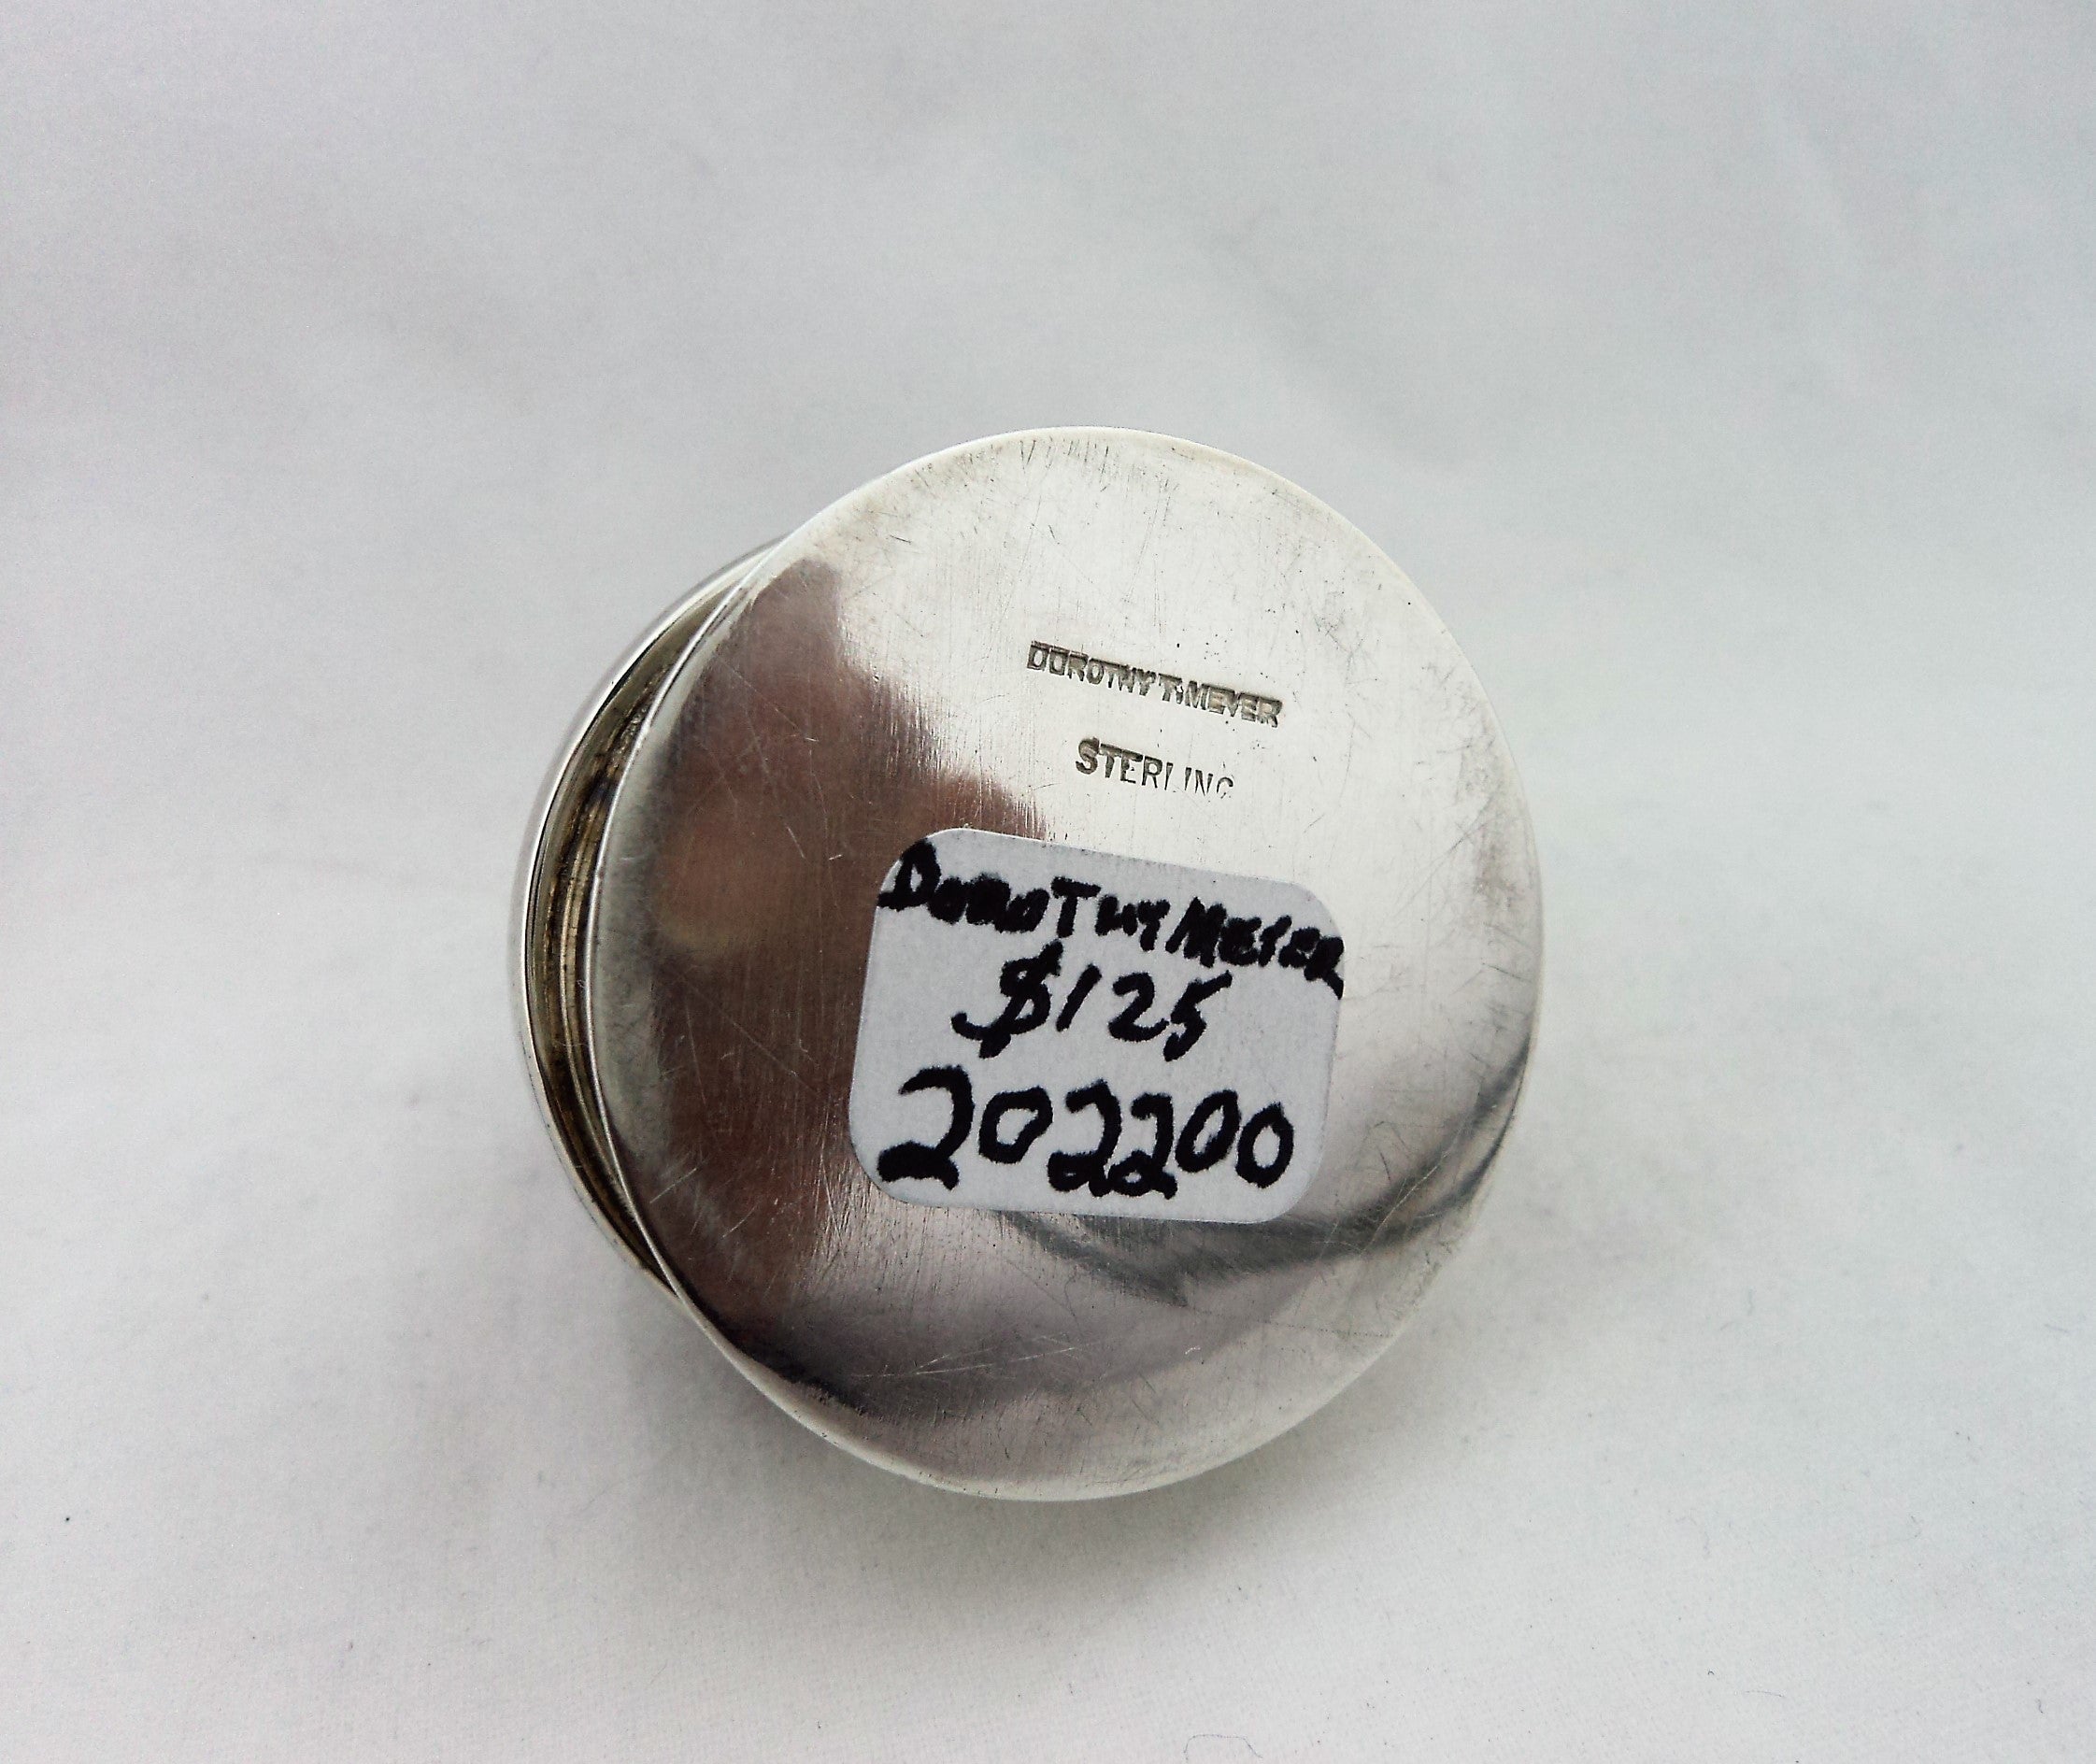 DOROTHY T. MEYER
STERLING
DOROTHY MEYER
$125
202200